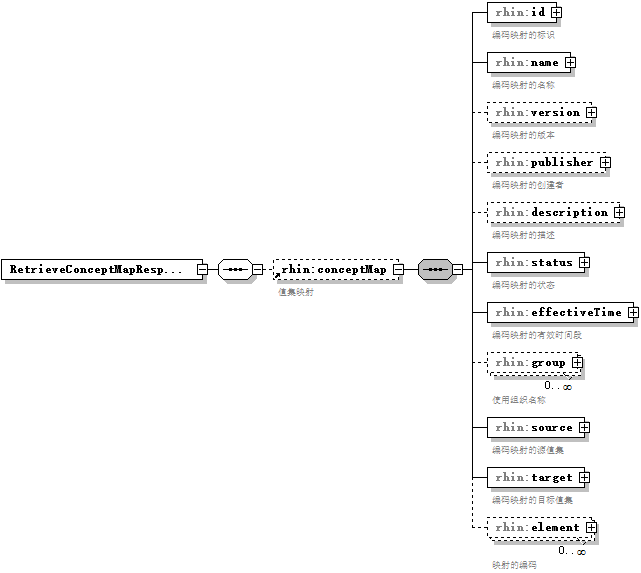 rhin:id
编码映射的标识
rhin:name
编码映射的名称
rhin:version
编码映射的版本
rhin:publisher
编码映射的创建者
rhin:description
编码映射的描述
RetrieveConceptMapResp...
rhin:conceptMap
值集映射
rhin:status
编码映射的状态
rhin:effectiveTime
编码映射的有效时间段
rhin:group
0..∞
使用组织名称
rhin:source
编码映射的源值集
rhin:target
编码映射的目标值集
rhin:element
0..∞
映射的编码